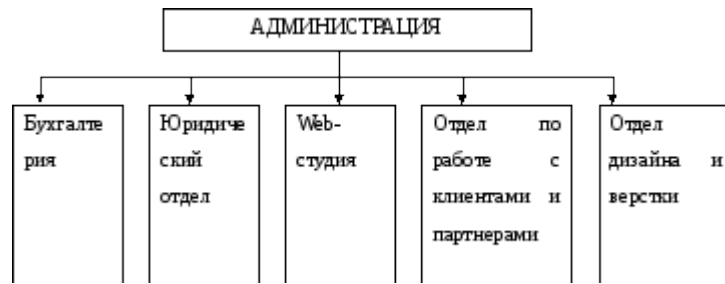 АДМИНИСТРАЦИЯ
Бухгалте
рия
Юридиче
ский
отдел
Web-
студия
Отдел по
работе с
клиентами и
партнерами
Отдел
дизайна и
верстки